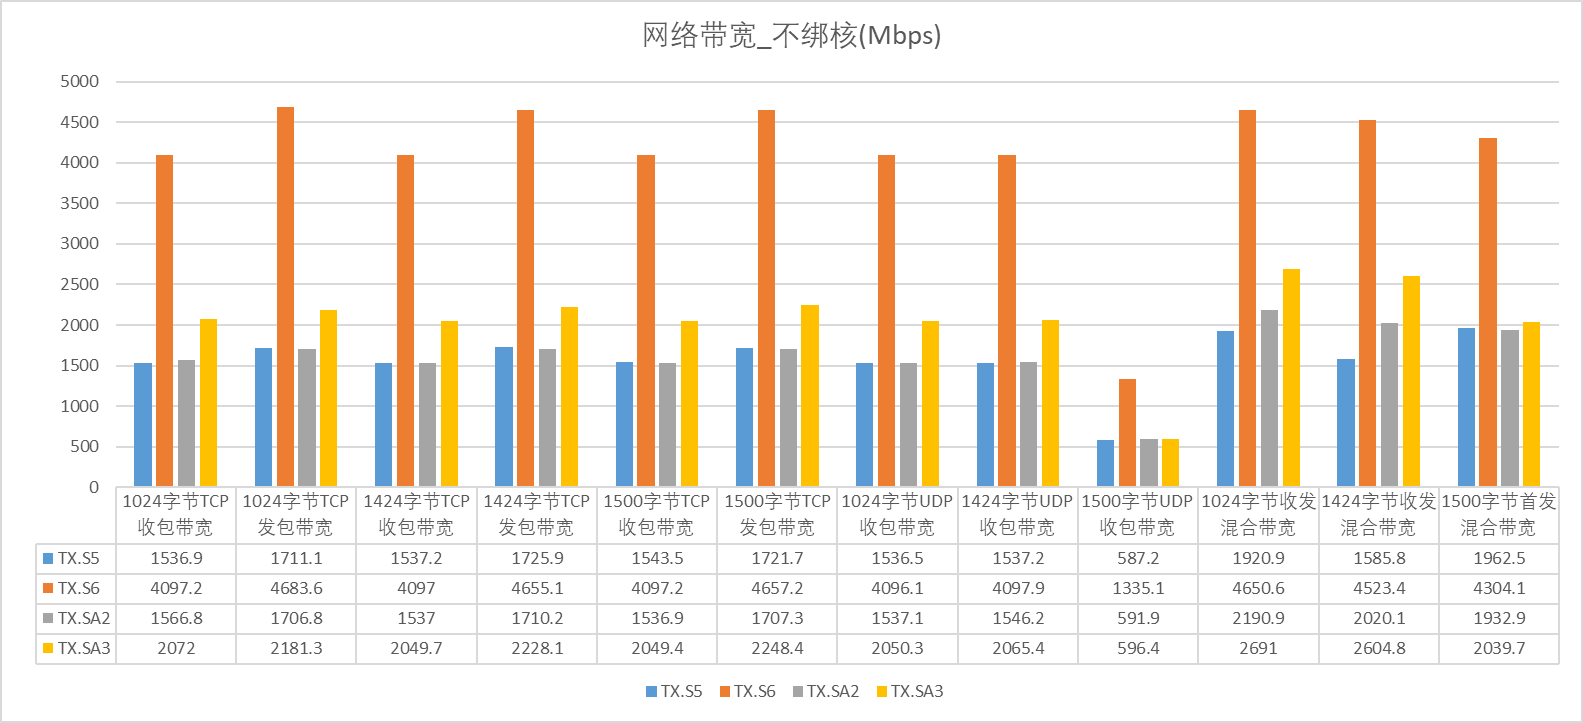 网络带宽_不绑核(Mbps)
5000
4500
4000
3500
3000
2500
2000
1500
1000
500
0
1024字节TCP收包带宽 1024字节TCP发包带宽 1424字节TCP收包带宽 1424字节TCP发包带宽 1500字节TCP收包带宽 1500字节TCP发包带宽 1024字节UDP收包带宽 1424字节UDP收包带宽 1500字节UDP收包带宽 1024字节收发混合带宽 1424字节收发混合带宽 1500字节首发混合带宽
TX.S5 1536.9 1711.1 1537.2 1725.9 1543.5 1721.7 1536.5 1537.2 587.2 1920.9 1585.8 1962.5
TX.S6 4097.2 4683.6 4097 4655.1 4097.2 4657.2 4096.1 4097.9 1335.1 4650.6 4523.4 4304.1
TX.SA2 1566.8 1706.8 1537 1710.2 1536.9 1707.3 1537.1 1546.2 591.9 2190.9 2020.1 1932.9
TX.SA3 2072 2181.3 2049.7 2228.1 2049.4 2248.4 2050.3 2065.4 596.4 2691 2604.8 2039.7
TX.S5 TX.S6 TX.SA2 TX.SA3